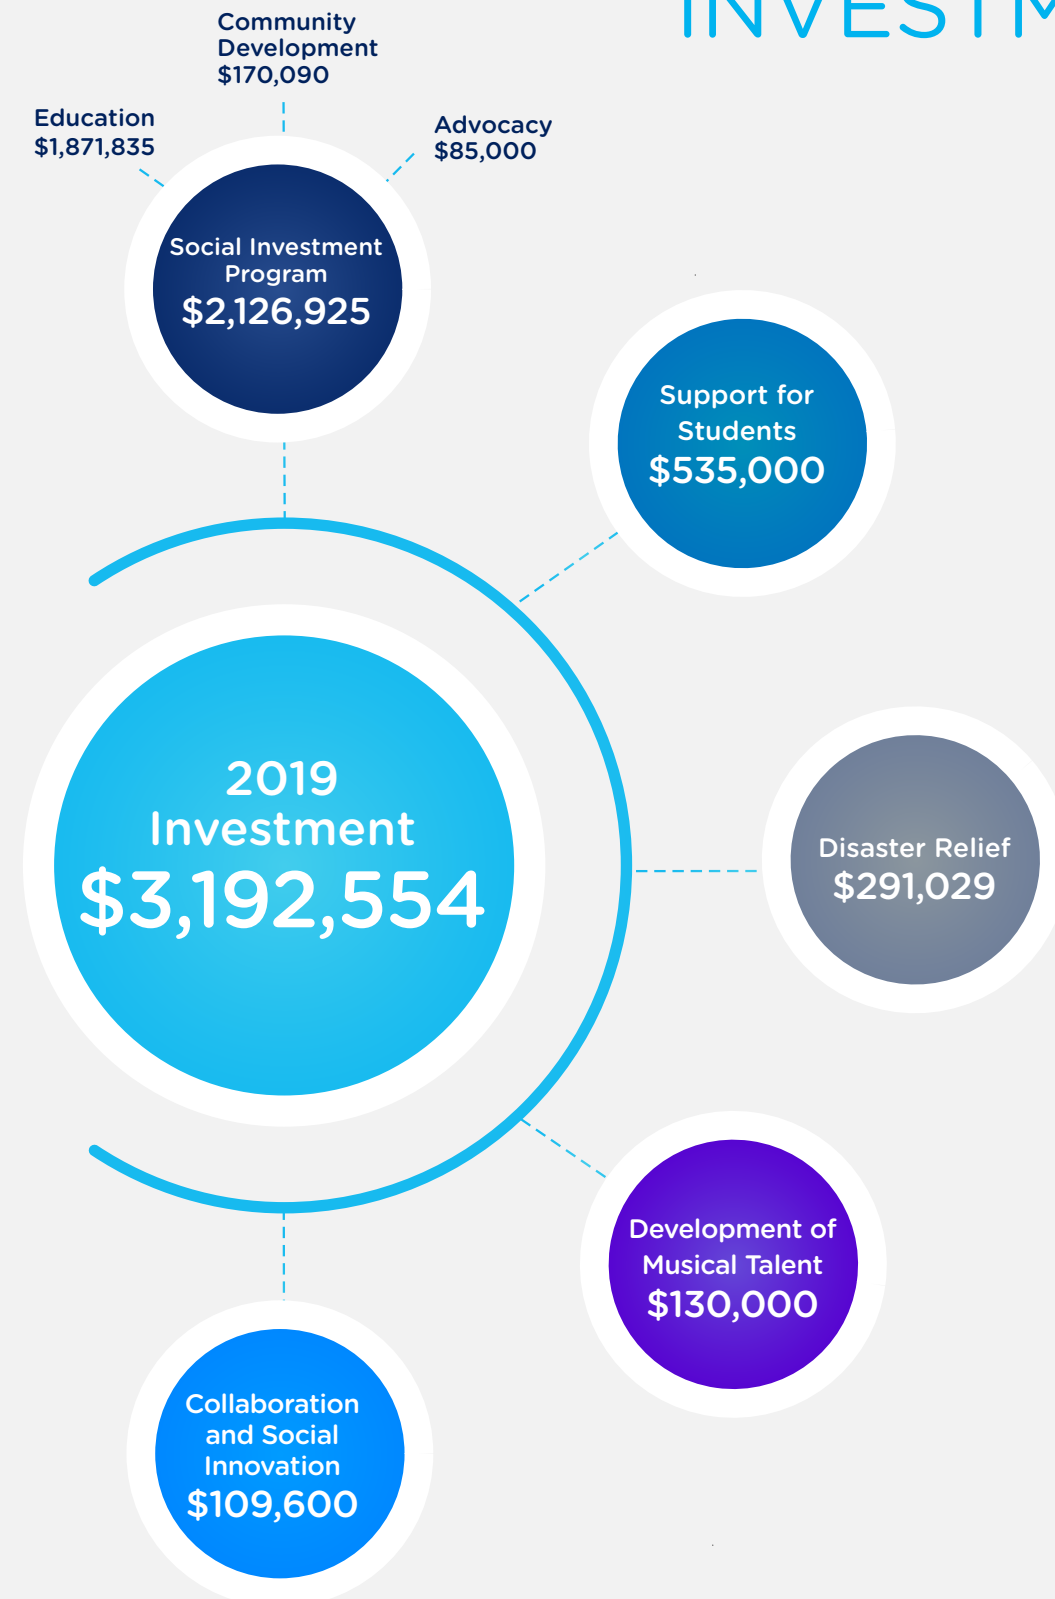 Community
Development
$170,090
Education
$1,871,835
Advocacy
$85,000
Social Investment
Program
$2,126,925
Support for
Students
$535,000
2019
Investment
$3,192,554
Disaster Relief
$291,029
Development of
Musical Talent
$130,000
Collaboration
and Social
Innovation
$109,600